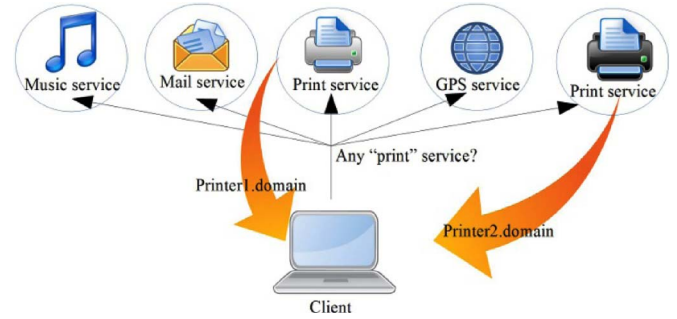 Music service
Mail service
Print service
GPS service
Print service
Any “print” service?
Printer1.domain
Printer2.domain
Client